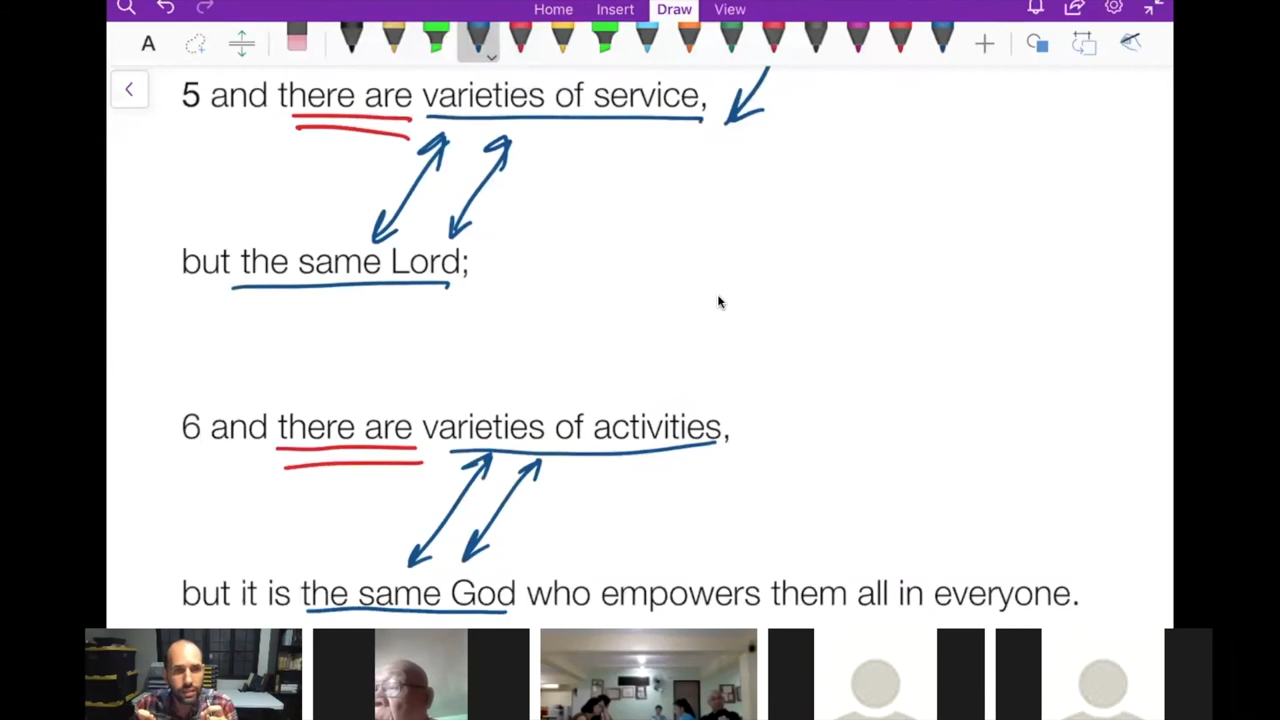 Home Insert Draw View
A
5 and there are varieties of service,
but the same Lord;
6 and there are varieties of activities,
but it is the same God who empowers them all in everyone.